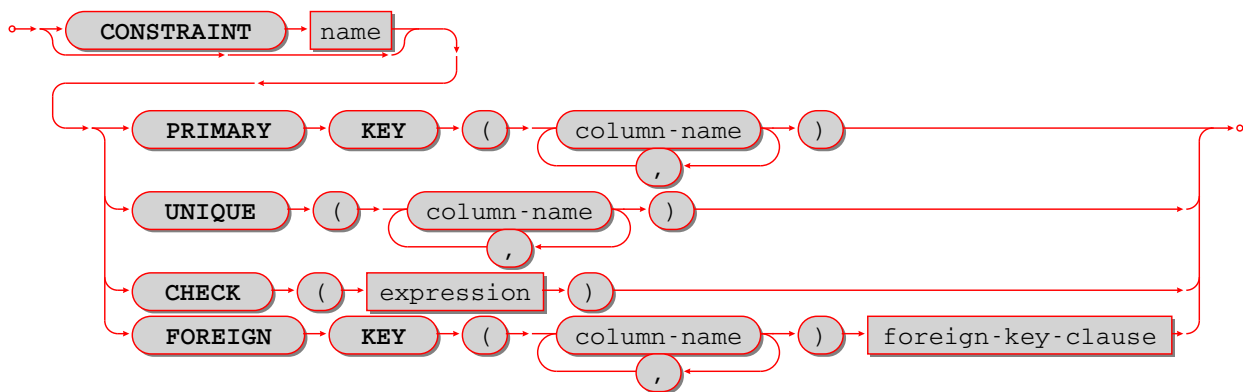 CONSTRAINT name
PRIMARY KEY ( column-name )
,
UNIQUE ( column-name )
,
CHECK ( expression )
FOREIGN KEY ( column-name ) foreign-key-clause
,